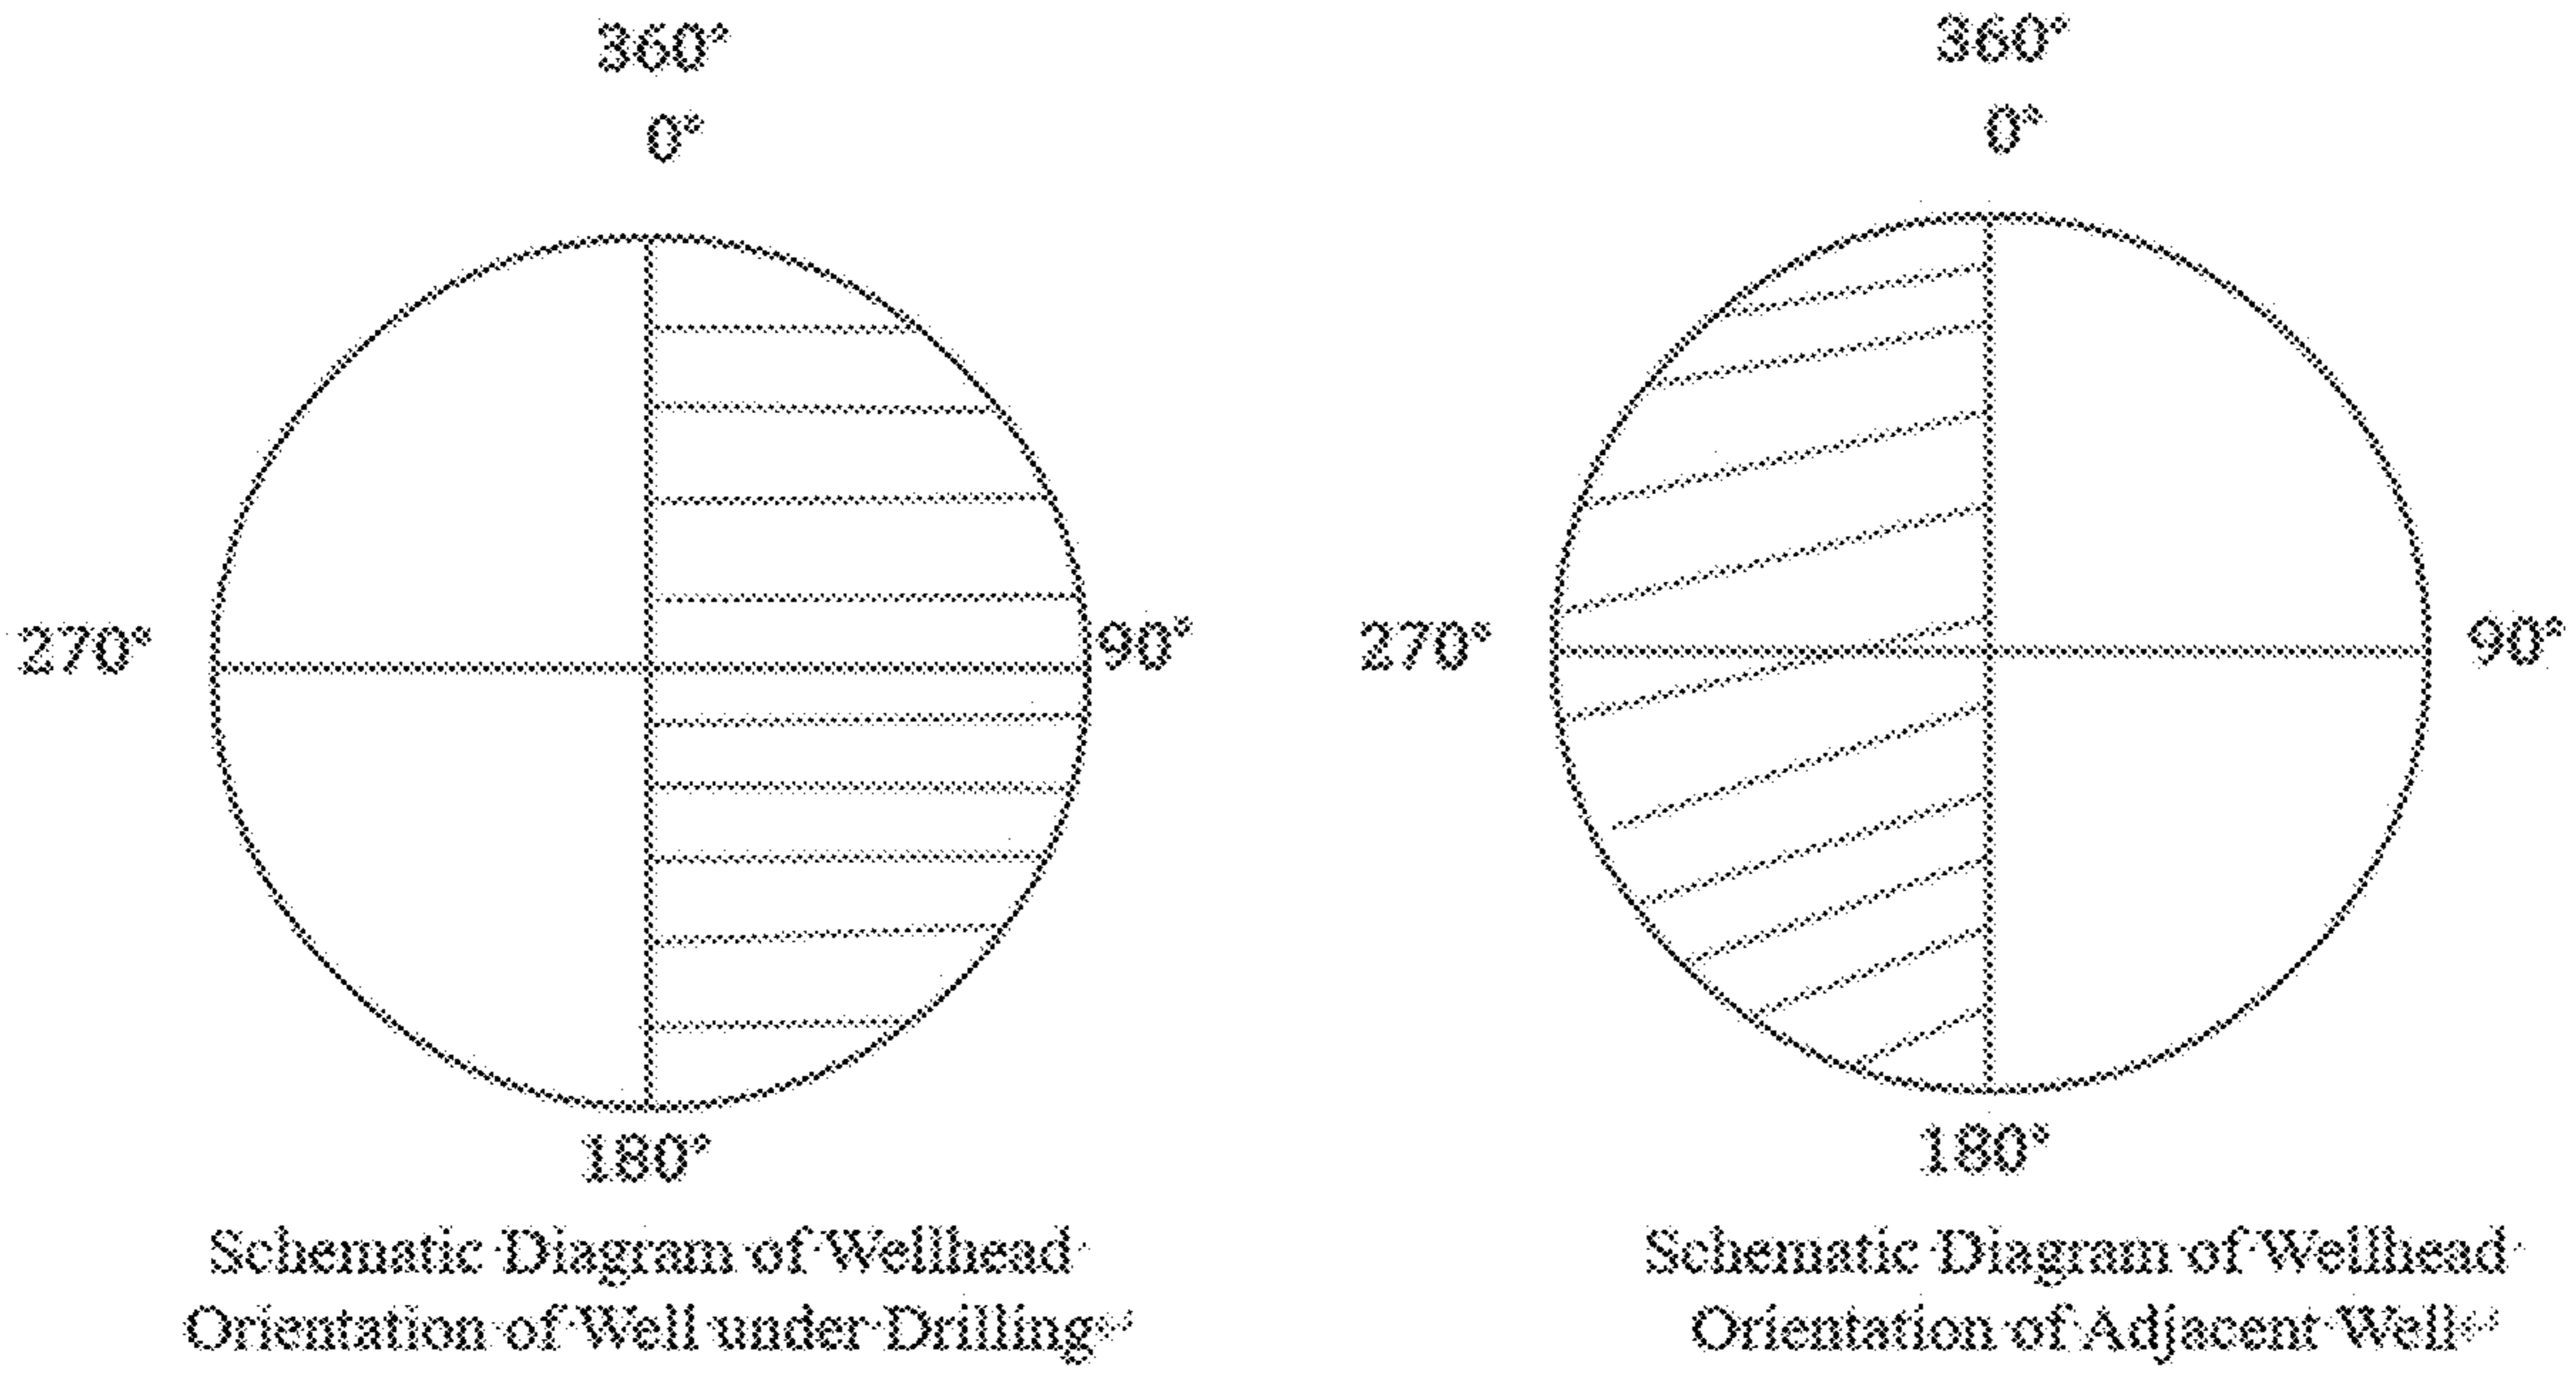 360°
0°
270°
90°
180°
Schematic Diagram of Wellhead
Orientation of Well under Drilling
360°
0°
270°
90°
180°
Schematic Diagram of Wellhead
Orientation of Adjacent Well